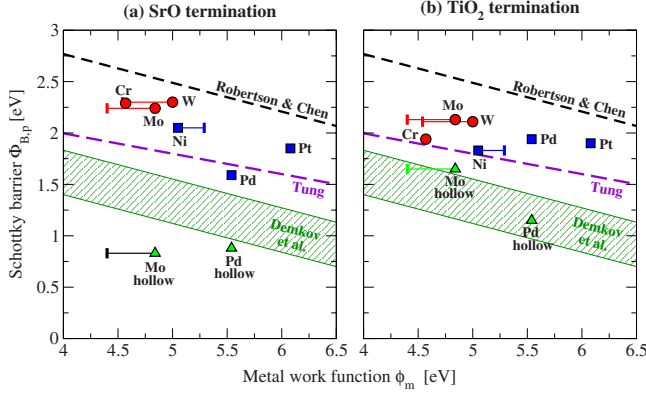 (a) SrO termination
(b) TiO₂ termination
Schottky barrier Φ_B,p [eV]
3
2.5
2
1.5
1
0.5
0
Cr
Mo
W
Ni
Pd
Pt
Robertson & Chen
Tung
Demkov
et al.
Mo
hollow
Pd
hollow
4
4.5
5
5.5
6
6.5
Mo
W
Cr
Ni
Pd
Pt
Robertson & Chen
Tung
Mo
hollow
Demkov
et al.
Pd
hollow
4
4.5
5
5.5
6
6.5
Metal work function ϕ_m [eV]